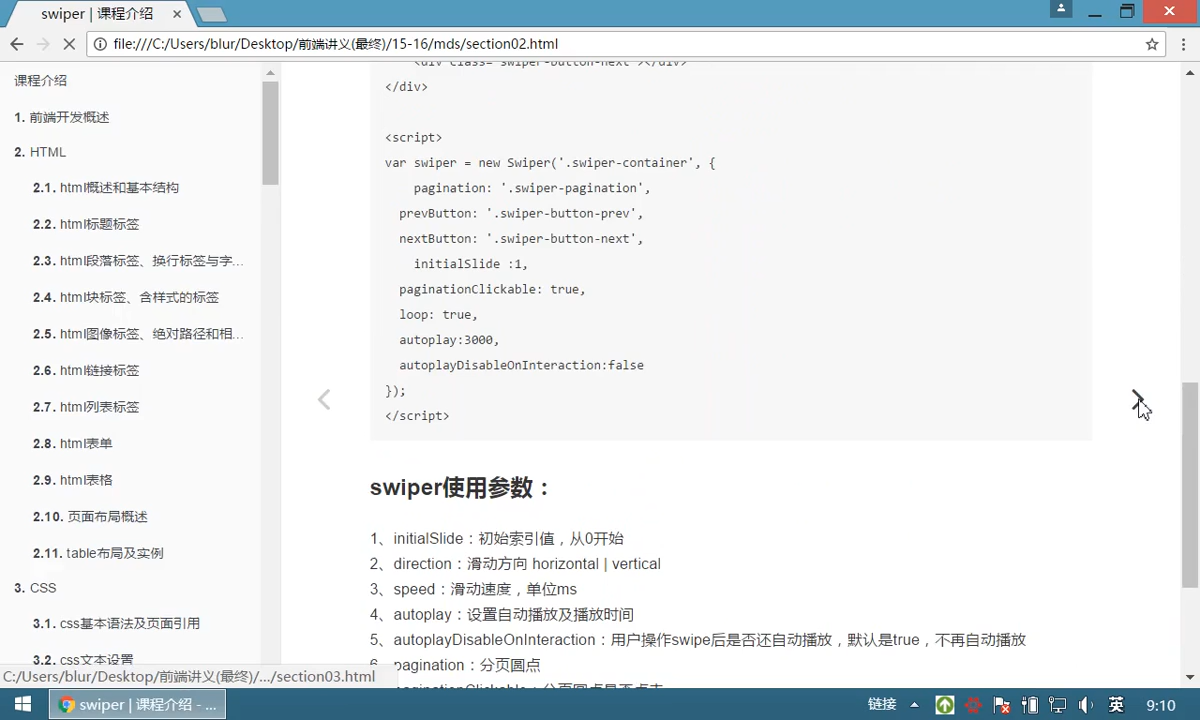 swiper | 课程介绍
file:///C:/Users/blur/Desktop/前端讲义(最终)/15-16/mds/section02.html
课程介绍
1. 前端开发概述
2. HTML
2.1. html概述和基本结构
2.2. html标题标签
2.3. html段落标签、换行标签与字...
2.4. html块标签、含样式的标签
2.5. html图像标签、绝对路径和相...
2.6. html链接标签
2.7. html列表标签
2.8. html表单
2.9. html表格
2.10. 页面布局概述
2.11. table布局及实例
3. CSS
3.1. css基本语法及页面引用
3.2. css文本设置
<div class="swiper-button-next"></div>
</div>
<script>
var swiper = new Swiper('.swiper-container', {
pagination: '.swiper-pagination',
prevButton: '.swiper-button-prev',
nextButton: '.swiper-button-next',
initialSlide :1,
paginationClickable: true,
loop: true,
autoplay:3000,
autoplayDisableOnInteraction:false
});
</script>
swiper使用参数：
1、initialSlide：初始索引值，从0开始
2、direction：滑动方向 horizontal | vertical
3、speed：滑动速度，单位ms
4、autoplay：设置自动播放及播放时间
5、autoplayDisableOnInteraction：用户操作swipe后是否还自动播放，默认是true，不再自动播放
6、pagination：分页圆点
paginationClickable：分页圆点是否点击
C:/Users/blur/Desktop/前端讲义(最终)/.../section03.html
swiper | 课程介绍 - ...
链接
英
9:10